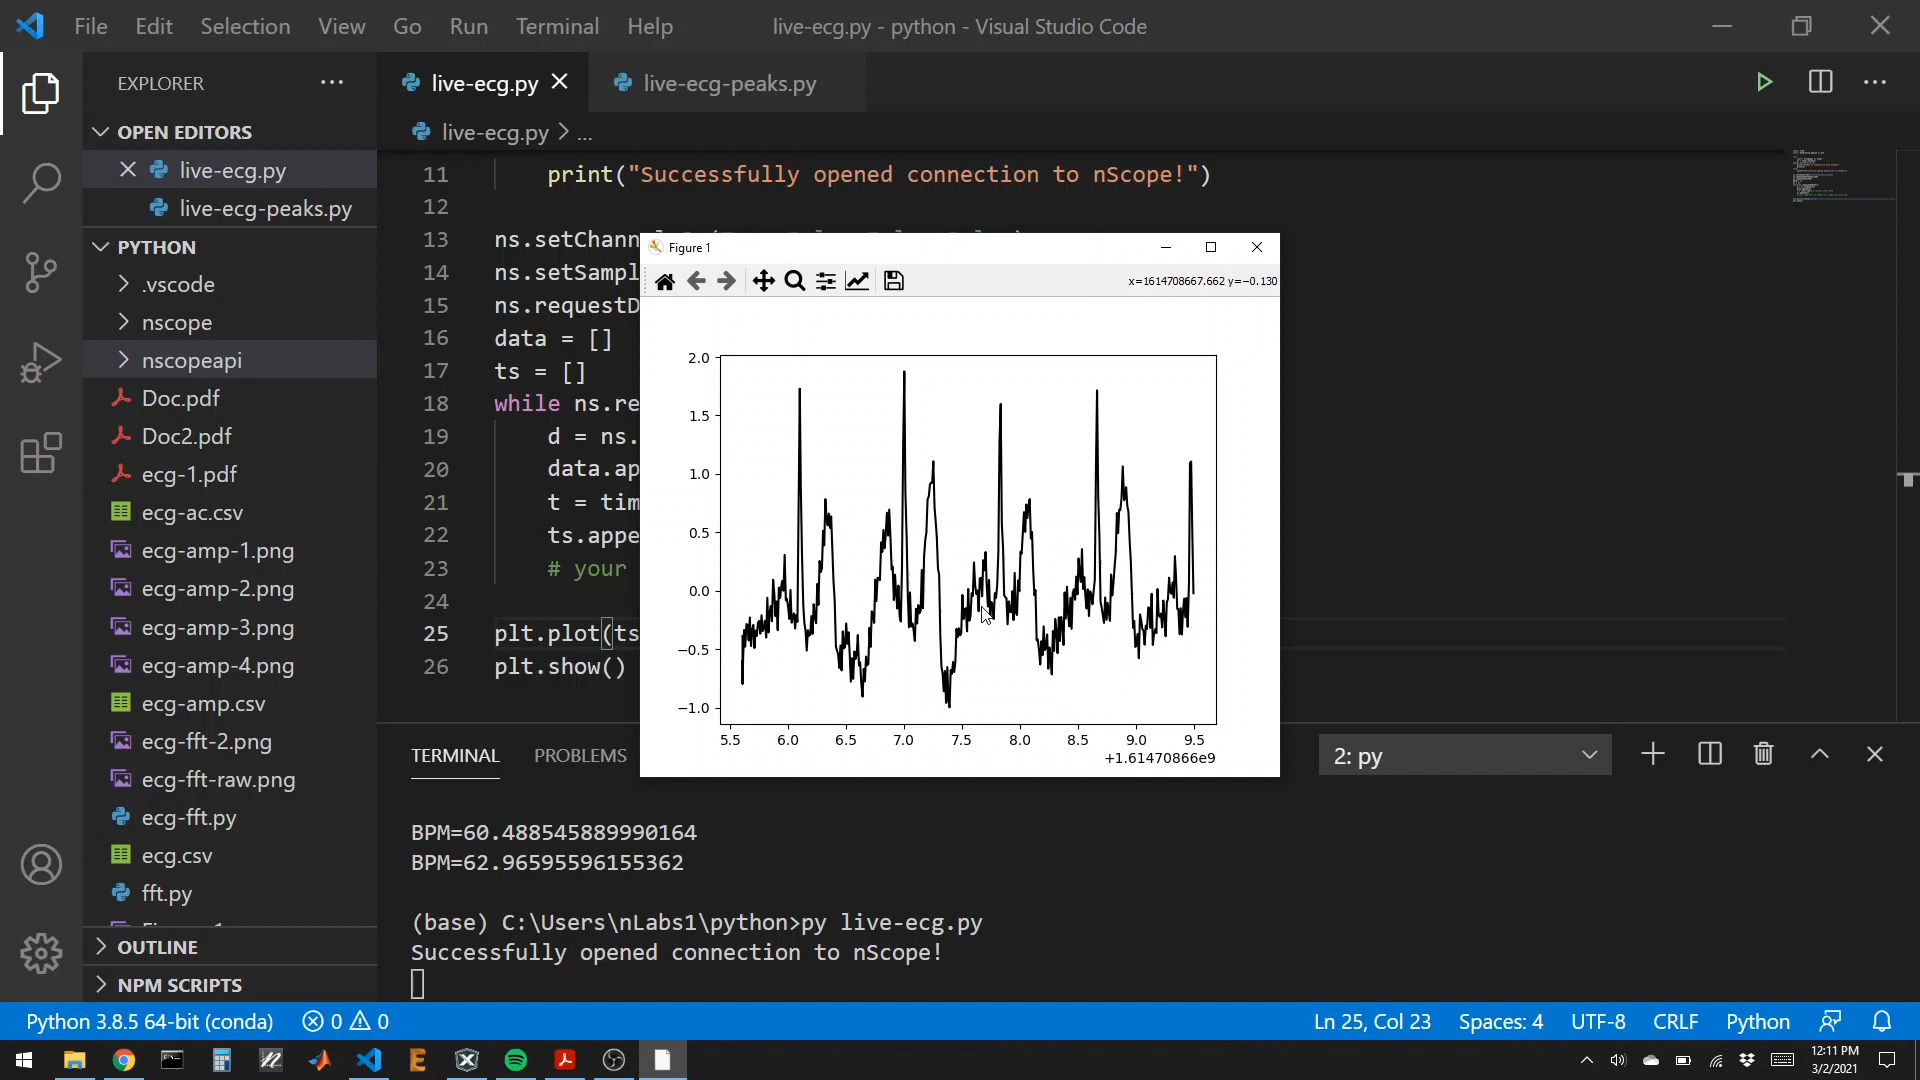 File Edit Selection View Go Run Terminal Help live-ecg.py - python - Visual Studio Code
EXPLORER
OPEN EDITORS
live-ecg.py
live-ecg-peaks.py
PYTHON
.vscode
nscope
nscopeapi
Doc.pdf
Doc2.pdf
ecg-1.pdf
ecg-ac.csv
ecg-amp-1.png
ecg-amp-2.png
ecg-amp-3.png
ecg-amp-4.png
ecg-amp.csv
ecg-fft-2.png
ecg-fft-raw.png
ecg-fft.py
ecg.csv
fft.py
OUTLINE
NPM SCRIPTS
live-ecg.py live-ecg-peaks.py
live-ecg.py > ...
11 print("Successfully opened connection to nScope!")
12
13 ns.setChann
14 ns.setSampl
15 ns.requestD
16 data = []
17 ts = []
18 while ns.re
19 d = ns.
20 data.ap
21 t = tim
22 ts.appe
23 # your
24
25 plt.plot(ts
26 plt.show()
Figure 1
x=1614708667.662 y=−0.130
2.0
1.5
1.0
0.5
0.0
−0.5
−1.0
5.5 6.0 6.5 7.0 7.5 8.0 8.5 9.0 9.5
+1.61470866e9
TERMINAL PROBLEMS 2: py
BPM=60.488545889990164
BPM=62.96595596155362
(base) C:\Users\nLabs1\python>py live-ecg.py
Successfully opened connection to nScope!
Python 3.8.5 64-bit (conda) 0 0 Ln 25, Col 23 Spaces: 4 UTF-8 CRLF Python
12:11 PM
3/2/2021